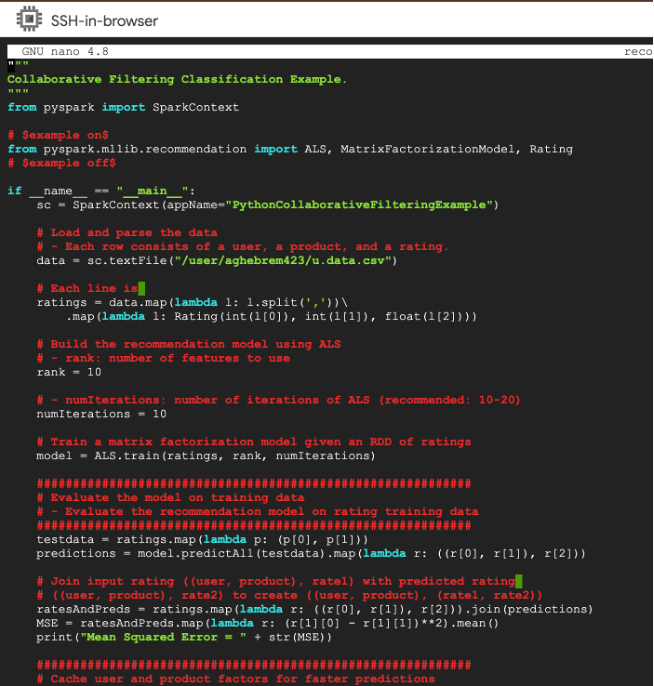 SSH-in-browser
GNU nano 4.8 reco
"""
Collaborative Filtering Classification Example.
"""
from pyspark import SparkContext
# $example on$
from pyspark.mllib.recommendation import ALS, MatrixFactorizationModel, Rating
# $example off$
if __name__ == "__main__":
sc = SparkContext(appName="PythonCollaborativeFilteringExample")
# Load and parse the data
# - Each row consists of a user, a product, and a rating.
data = sc.textFile("/user/aghebrem423/u.data.csv")
# Each line is
ratings = data.map(lambda l: l.split(','))\
.map(lambda l: Rating(int(l[0]), int(l[1]), float(l[2])))
# Build the recommendation model using ALS
# - rank: number of features to use
rank = 10
# - numIterations: number of iterations of ALS (recommended: 10-20)
numIterations = 10
# Train a matrix factorization model given an RDD of ratings
model = ALS.train(ratings, rank, numIterations)
############################################################
# Evaluate the model on training data
# - Evaluate the recommendation model on rating training data
############################################################
testdata = ratings.map(lambda p: (p[0], p[1]))
predictions = model.predictAll(testdata).map(lambda r: ((r[0], r[1]), r[2]))
# Join input rating ((user, product), rate1) with predicted rating
# ((user, product), rate2) to create ((user, product), (rate1, rate2))
ratesAndPreds = ratings.map(lambda r: ((r[0], r[1]), r[2])).join(predictions)
MSE = ratesAndPreds.map(lambda r: (r[1][0] - r[1][1])**2).mean()
print("Mean Squared Error = " + str(MSE))
############################################################
# Cache user and product factors for faster predictions